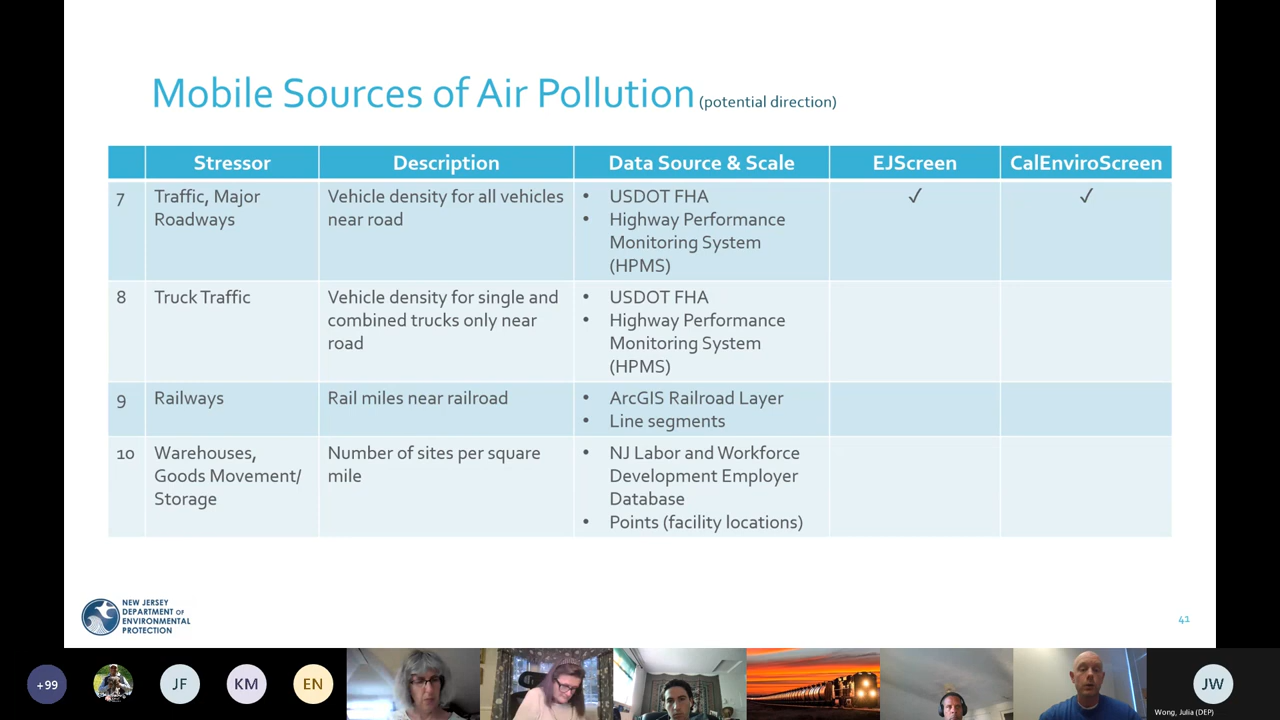 Mobile Sources of Air Pollution (potential direction)
Stressor
Description
Data Source & Scale
EJScreen
CalEnviroScreen
7
Traffic, Major
Roadways
Vehicle density for all vehicles
near road
• USDOT FHA
• Highway Performance
Monitoring System
(HPMS)
✓
✓
8
Truck Traffic
Vehicle density for single and
combined trucks only near
road
• USDOT FHA
• Highway Performance
Monitoring System
(HPMS)
9
Railways
Rail miles near railroad
• ArcGIS Railroad Layer
• Line segments
10
Warehouses,
Goods Movement/
Storage
Number of sites per square
mile
• NJ Labor and Workforce
Development Employer
Database
• Points (facility locations)
NEW JERSEY
DEPARTMENT OF
ENVIRONMENTAL
PROTECTION
41
+99
JF
KM
EN
JW
Wong, Julia (DEP)